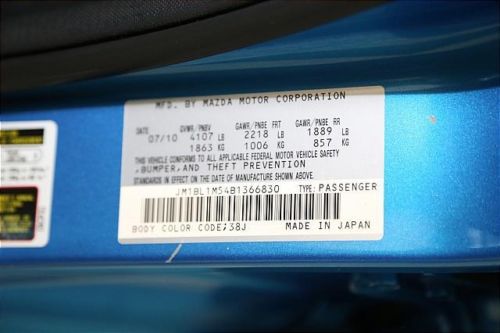 MFD. BY MAZDA MOTOR CORPORATION
GVWR/PNBV GAWR/PNBE FRT GAWR/PNBE RR
07/10 4107 LB 2218 LB 1889 LB
1863 KG 1006 KG 857 KG
THIS VEHICLE CONFORMS TO ALL APPLICABLE FEDERAL MOTOR VEHICLE SAFETY
,BUMPER,AND THEFT PREVENTION
STANDARDS IN EFFECT ON THE DATE OF MANUFACTURE SHOWN ABOVE.
JM1BL1M54B1366830 TYPE:PASSENGER
BODY COLOR CODE;38J MADE IN JAPAN